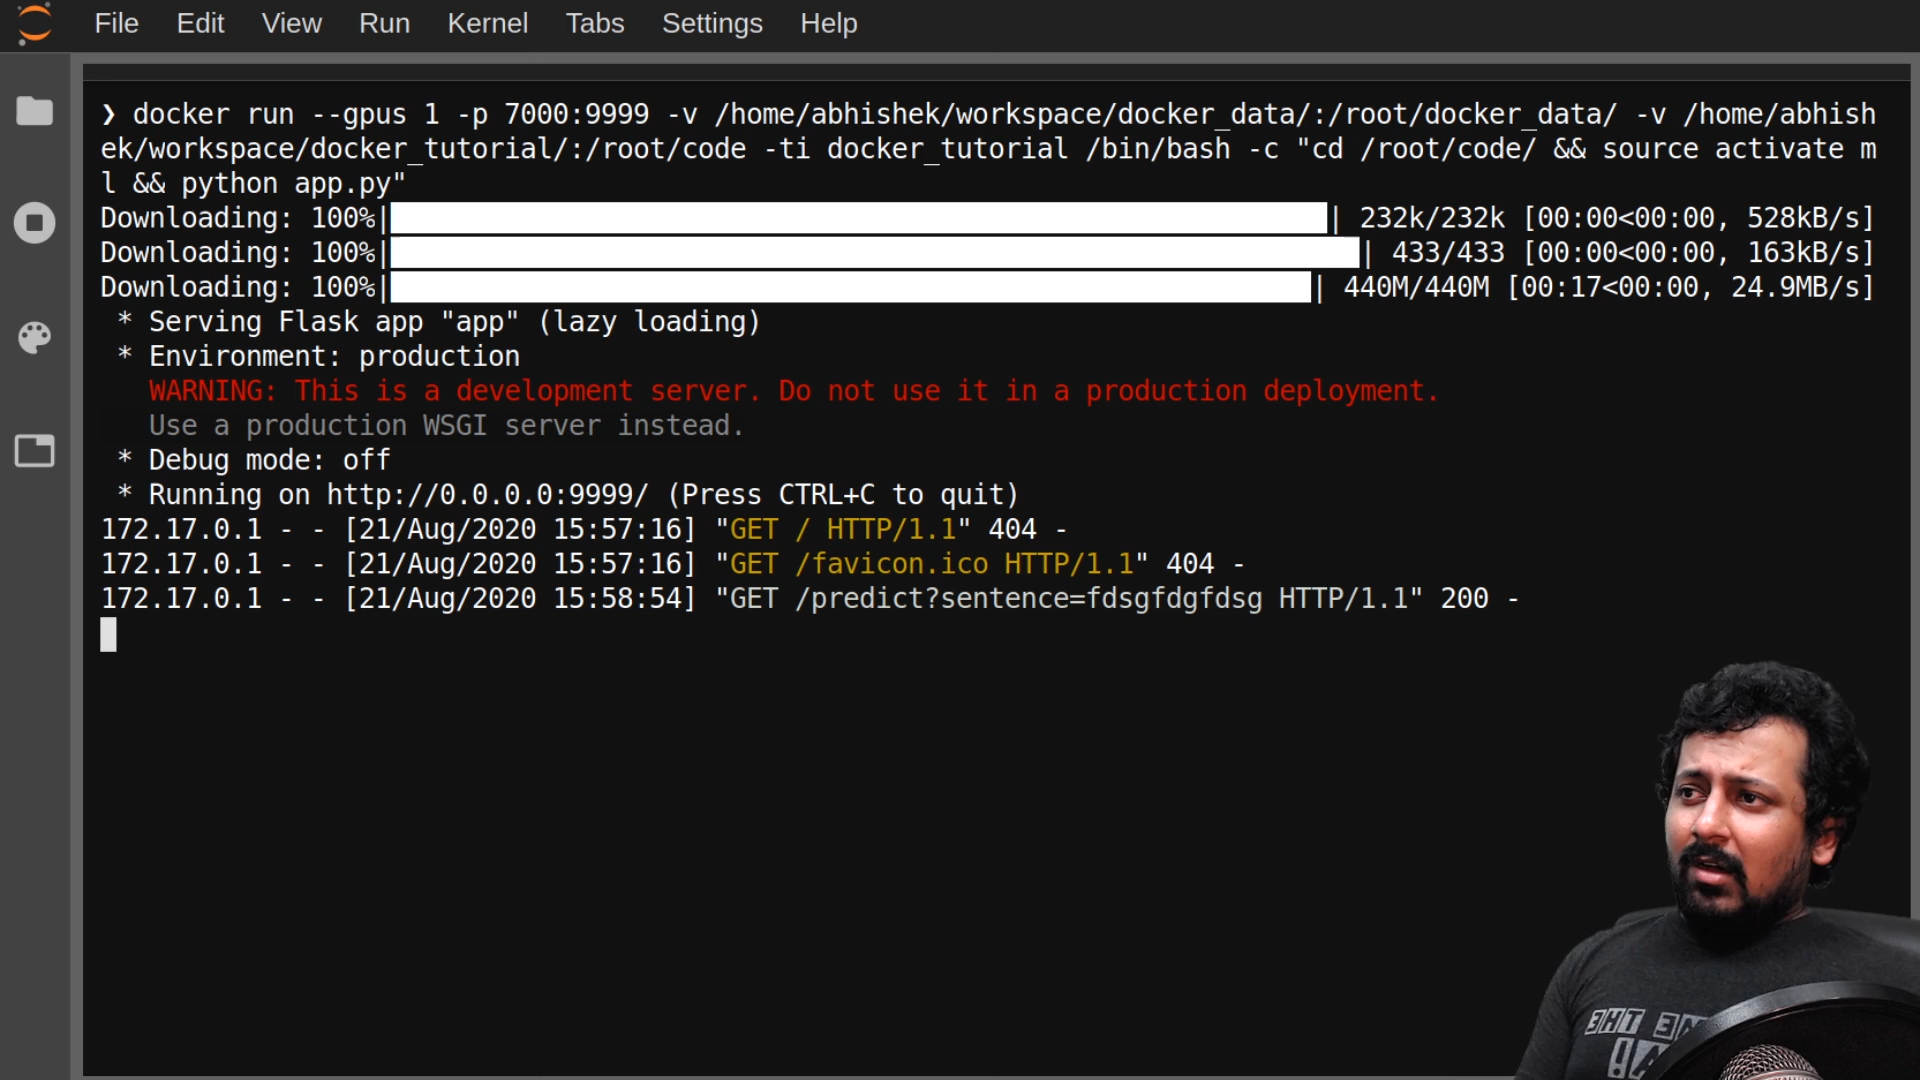 File Edit View Run Kernel Tabs Settings Help
❯ docker run --gpus 1 -p 7000:9999 -v /home/abhishek/workspace/docker_data/:/root/docker_data/ -v /home/abhish
ek/workspace/docker_tutorial/:/root/code -ti docker_tutorial /bin/bash -c "cd /root/code/ && source activate m
l && python app.py"
Downloading: 100%| | 232k/232k [00:00<00:00, 528kB/s]
Downloading: 100%| | 433/433 [00:00<00:00, 163kB/s]
Downloading: 100%| | 440M/440M [00:17<00:00, 24.9MB/s]
* Serving Flask app "app" (lazy loading)
* Environment: production
WARNING: This is a development server. Do not use it in a production deployment.
Use a production WSGI server instead.
* Debug mode: off
* Running on http://0.0.0.0:9999/ (Press CTRL+C to quit)
172.17.0.1 - - [21/Aug/2020 15:57:16] "GET / HTTP/1.1" 404 -
172.17.0.1 - - [21/Aug/2020 15:57:16] "GET /favicon.ico HTTP/1.1" 404 -
172.17.0.1 - - [21/Aug/2020 15:58:54] "GET /predict?sentence=fdsgfdgfdsg HTTP/1.1" 200 -